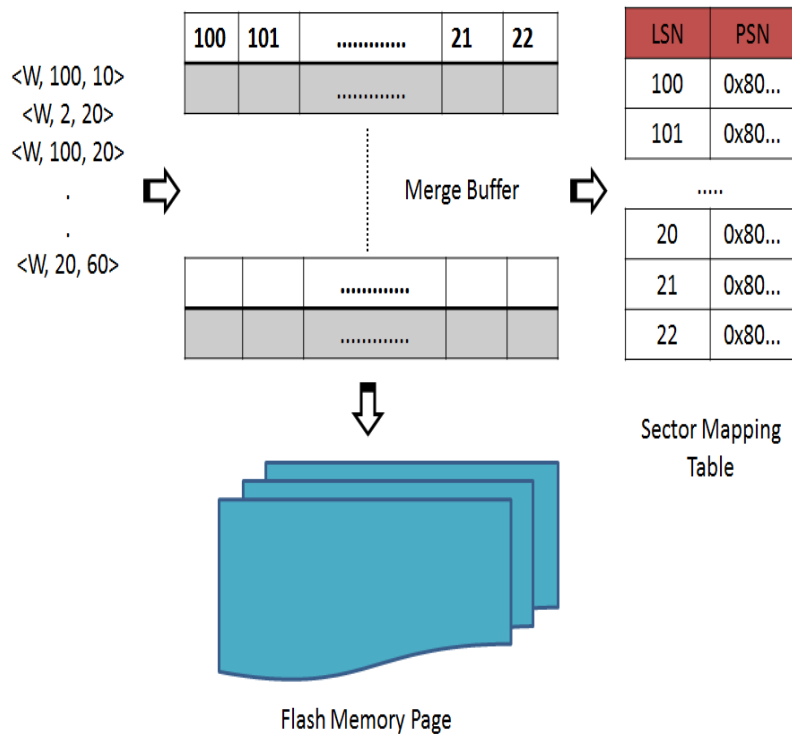 <W, 100, 10>
<W, 2, 20>
<W, 100, 20>
.
.
<W, 20, 60>
100 101 ............. 21 22
.............
Merge Buffer
.............
.............
LSN PSN
100 0x80...
101 0x80...
.....
20 0x80...
21 0x80...
22 0x80...
Sector Mapping
Table
Flash Memory Page